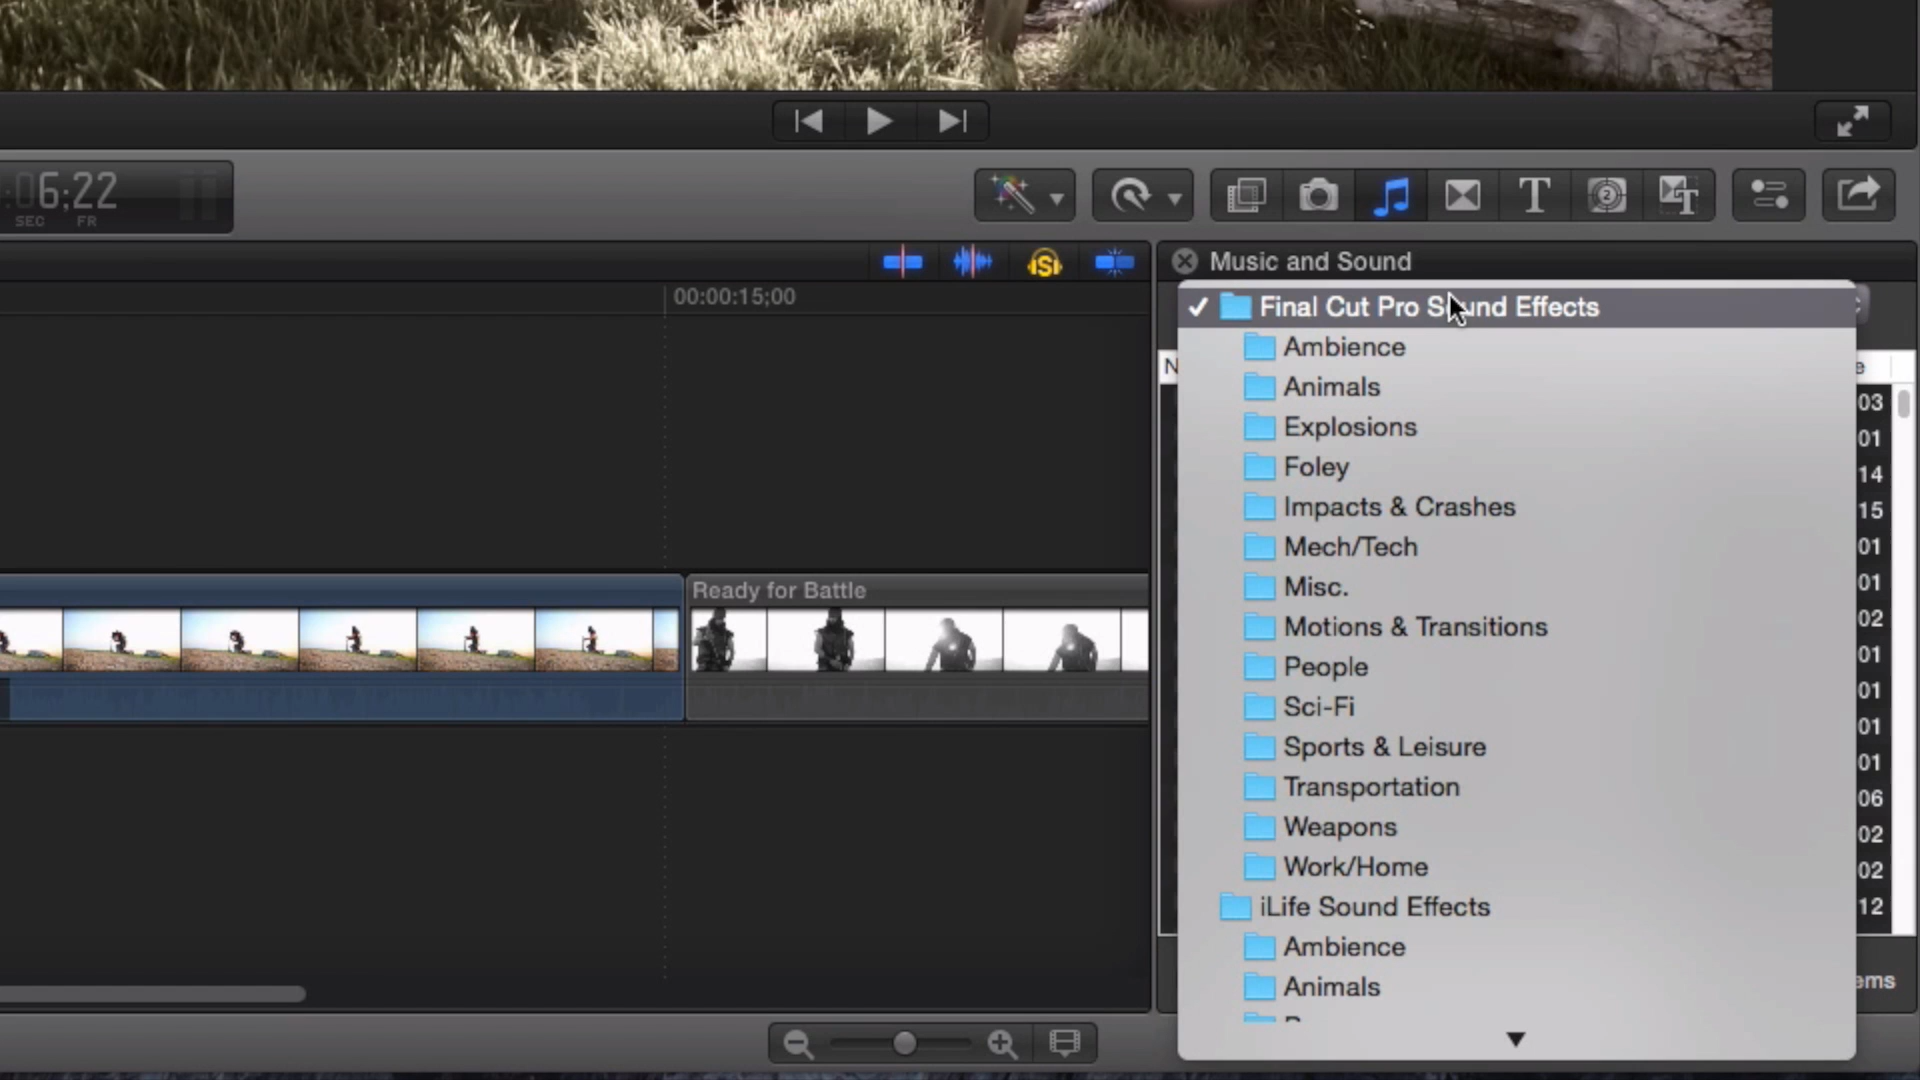 06;22
SEC FR
Music and Sound
00:00:15;00
✓ Final Cut Pro Sound Effects
Ambience
Animals
Explosions
Foley
Impacts & Crashes
Mech/Tech
Misc.
Motions & Transitions
People
Sci-Fi
Sports & Leisure
Transportation
Weapons
Work/Home
iLife Sound Effects
Ambience
Animals
03
01
14
15
01
01
02
01
01
01
01
06
02
02
12
Ready for Battle